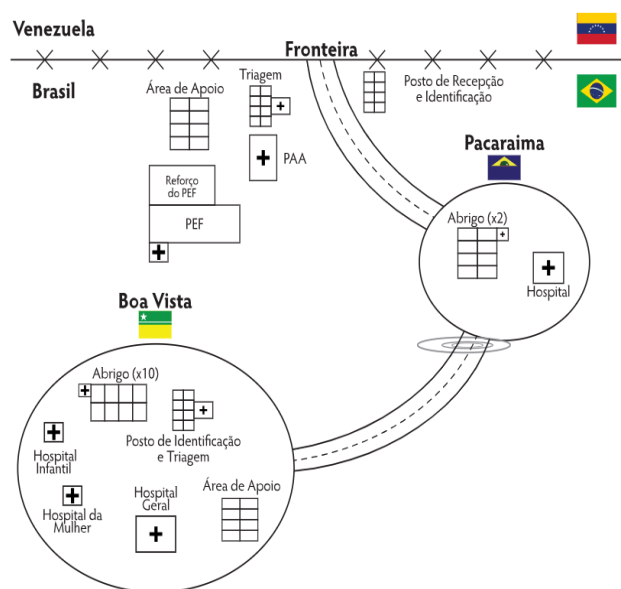 Venezuela
Fronteira
Brasil
Área de Apoio
Triagem
Posto de Recepção
e Identificação
PAA
Reforço
do PEF
PEF
Pacaraima
Abrigo (x2)
Hospital
Boa Vista
Abrigo (x10)
Posto de Identificação
e Triagem
Hospital
Infantil
Hospital da
Mulher
Hospital
Geral
Área de Apoio